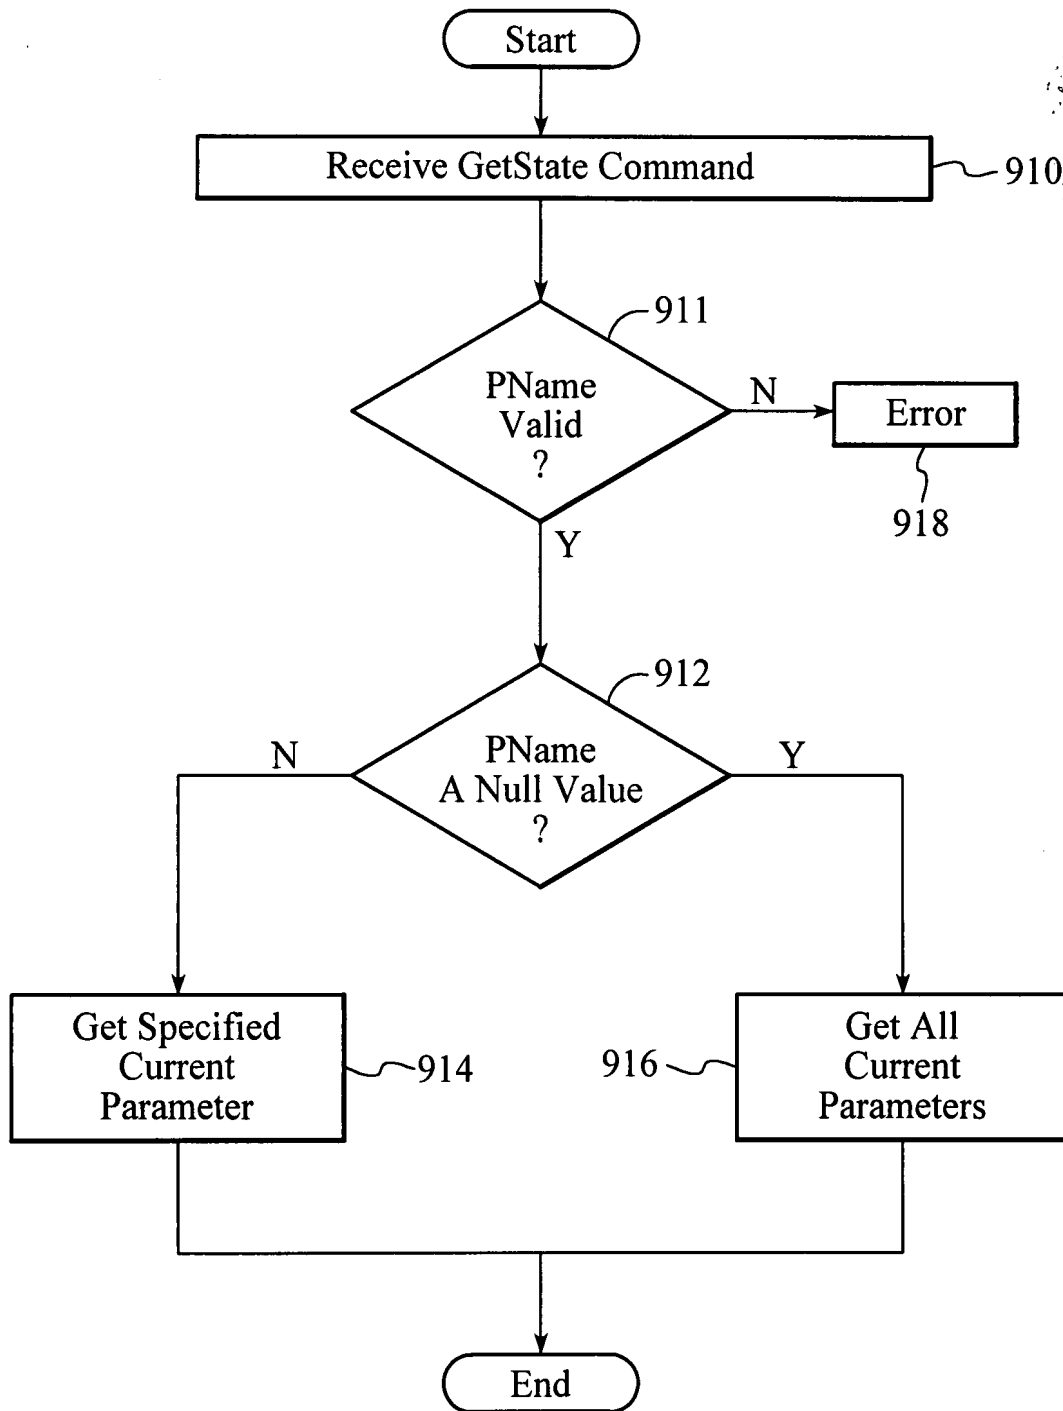 Start
Receive GetState Command
910
911
PName
Valid
?
N
Error
918
Y
912
PName
A Null Value
?
N
Y
Get Specified
Current
Parameter
914
916
Get All
Current
Parameters
End